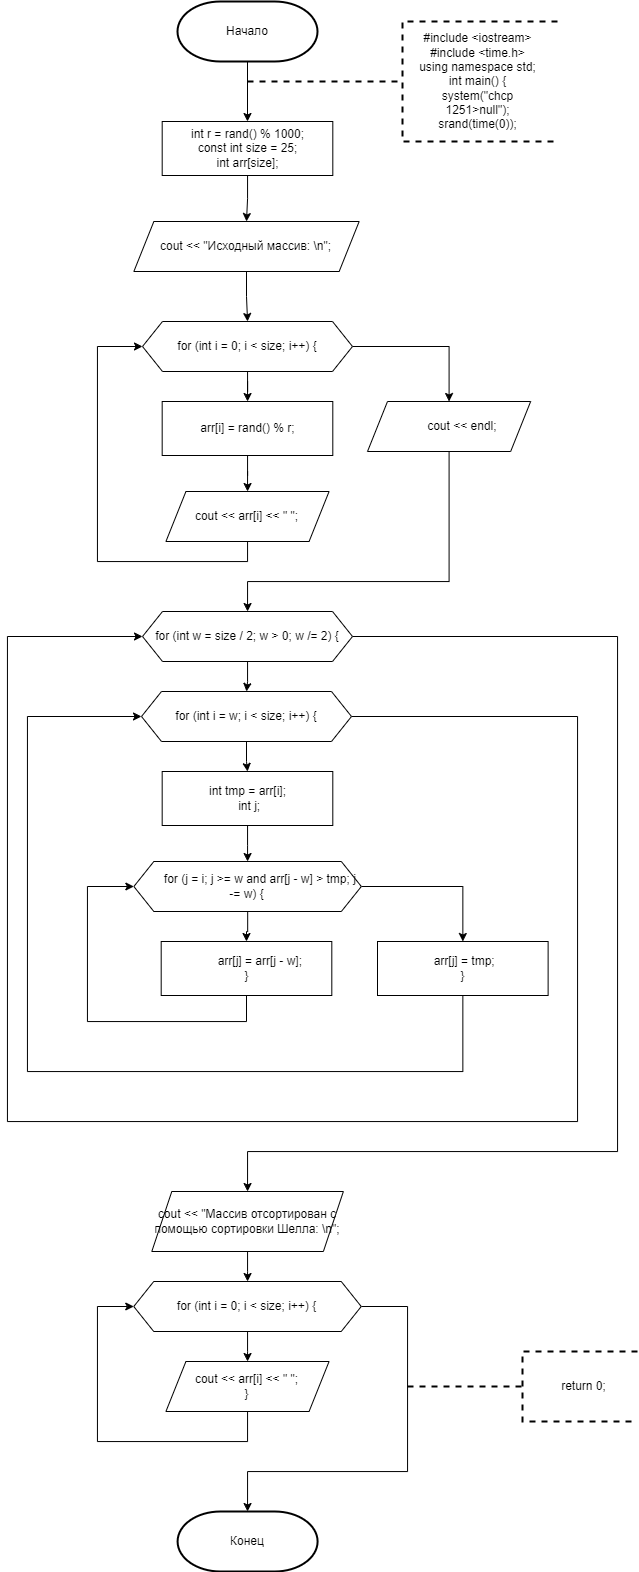 Начало
#include <iostream>
#include <time.h>
using namespace std;
int main() {
system("chcp
1251>null");
srand(time(0));
int r = rand() % 1000;
const int size = 25;
int arr[size];
cout << "Исходный массив: \n";
for (int i = 0; i < size; i++) {
arr[i] = rand() % r;
cout << endl;
cout << arr[i] << " ";
for (int w = size / 2; w > 0; w /= 2) {
for (int i = w; i < size; i++) {
int tmp = arr[i];
int j;
for (j = i; j >= w and arr[j - w] > tmp; j
-= w) {
arr[j] = arr[j - w];
}
arr[j] = tmp;
}
cout << "Массив отсортирован с
помощью сортировки Шелла: \n";
for (int i = 0; i < size; i++) {
cout << arr[i] << " ";
}
return 0;
Конец